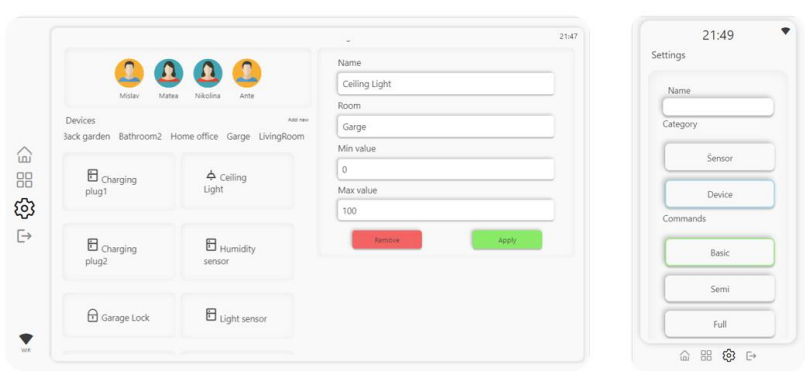 21:47
Mislav Matea Nikolina Ante
Devices
Add new
Back garden Bathroom2 Home office Garge LivingRoom
Charging
plug1
Ceiling
Light
Charging
plug2
Humidity
sensor
Garage Lock
Light sensor
Name
Ceiling Light
Room
Garge
Min value
0
Max value
100
Remove
Apply
21:49
Settings
Name
Category
Sensor
Device
Commands
Basic
Semi
Full